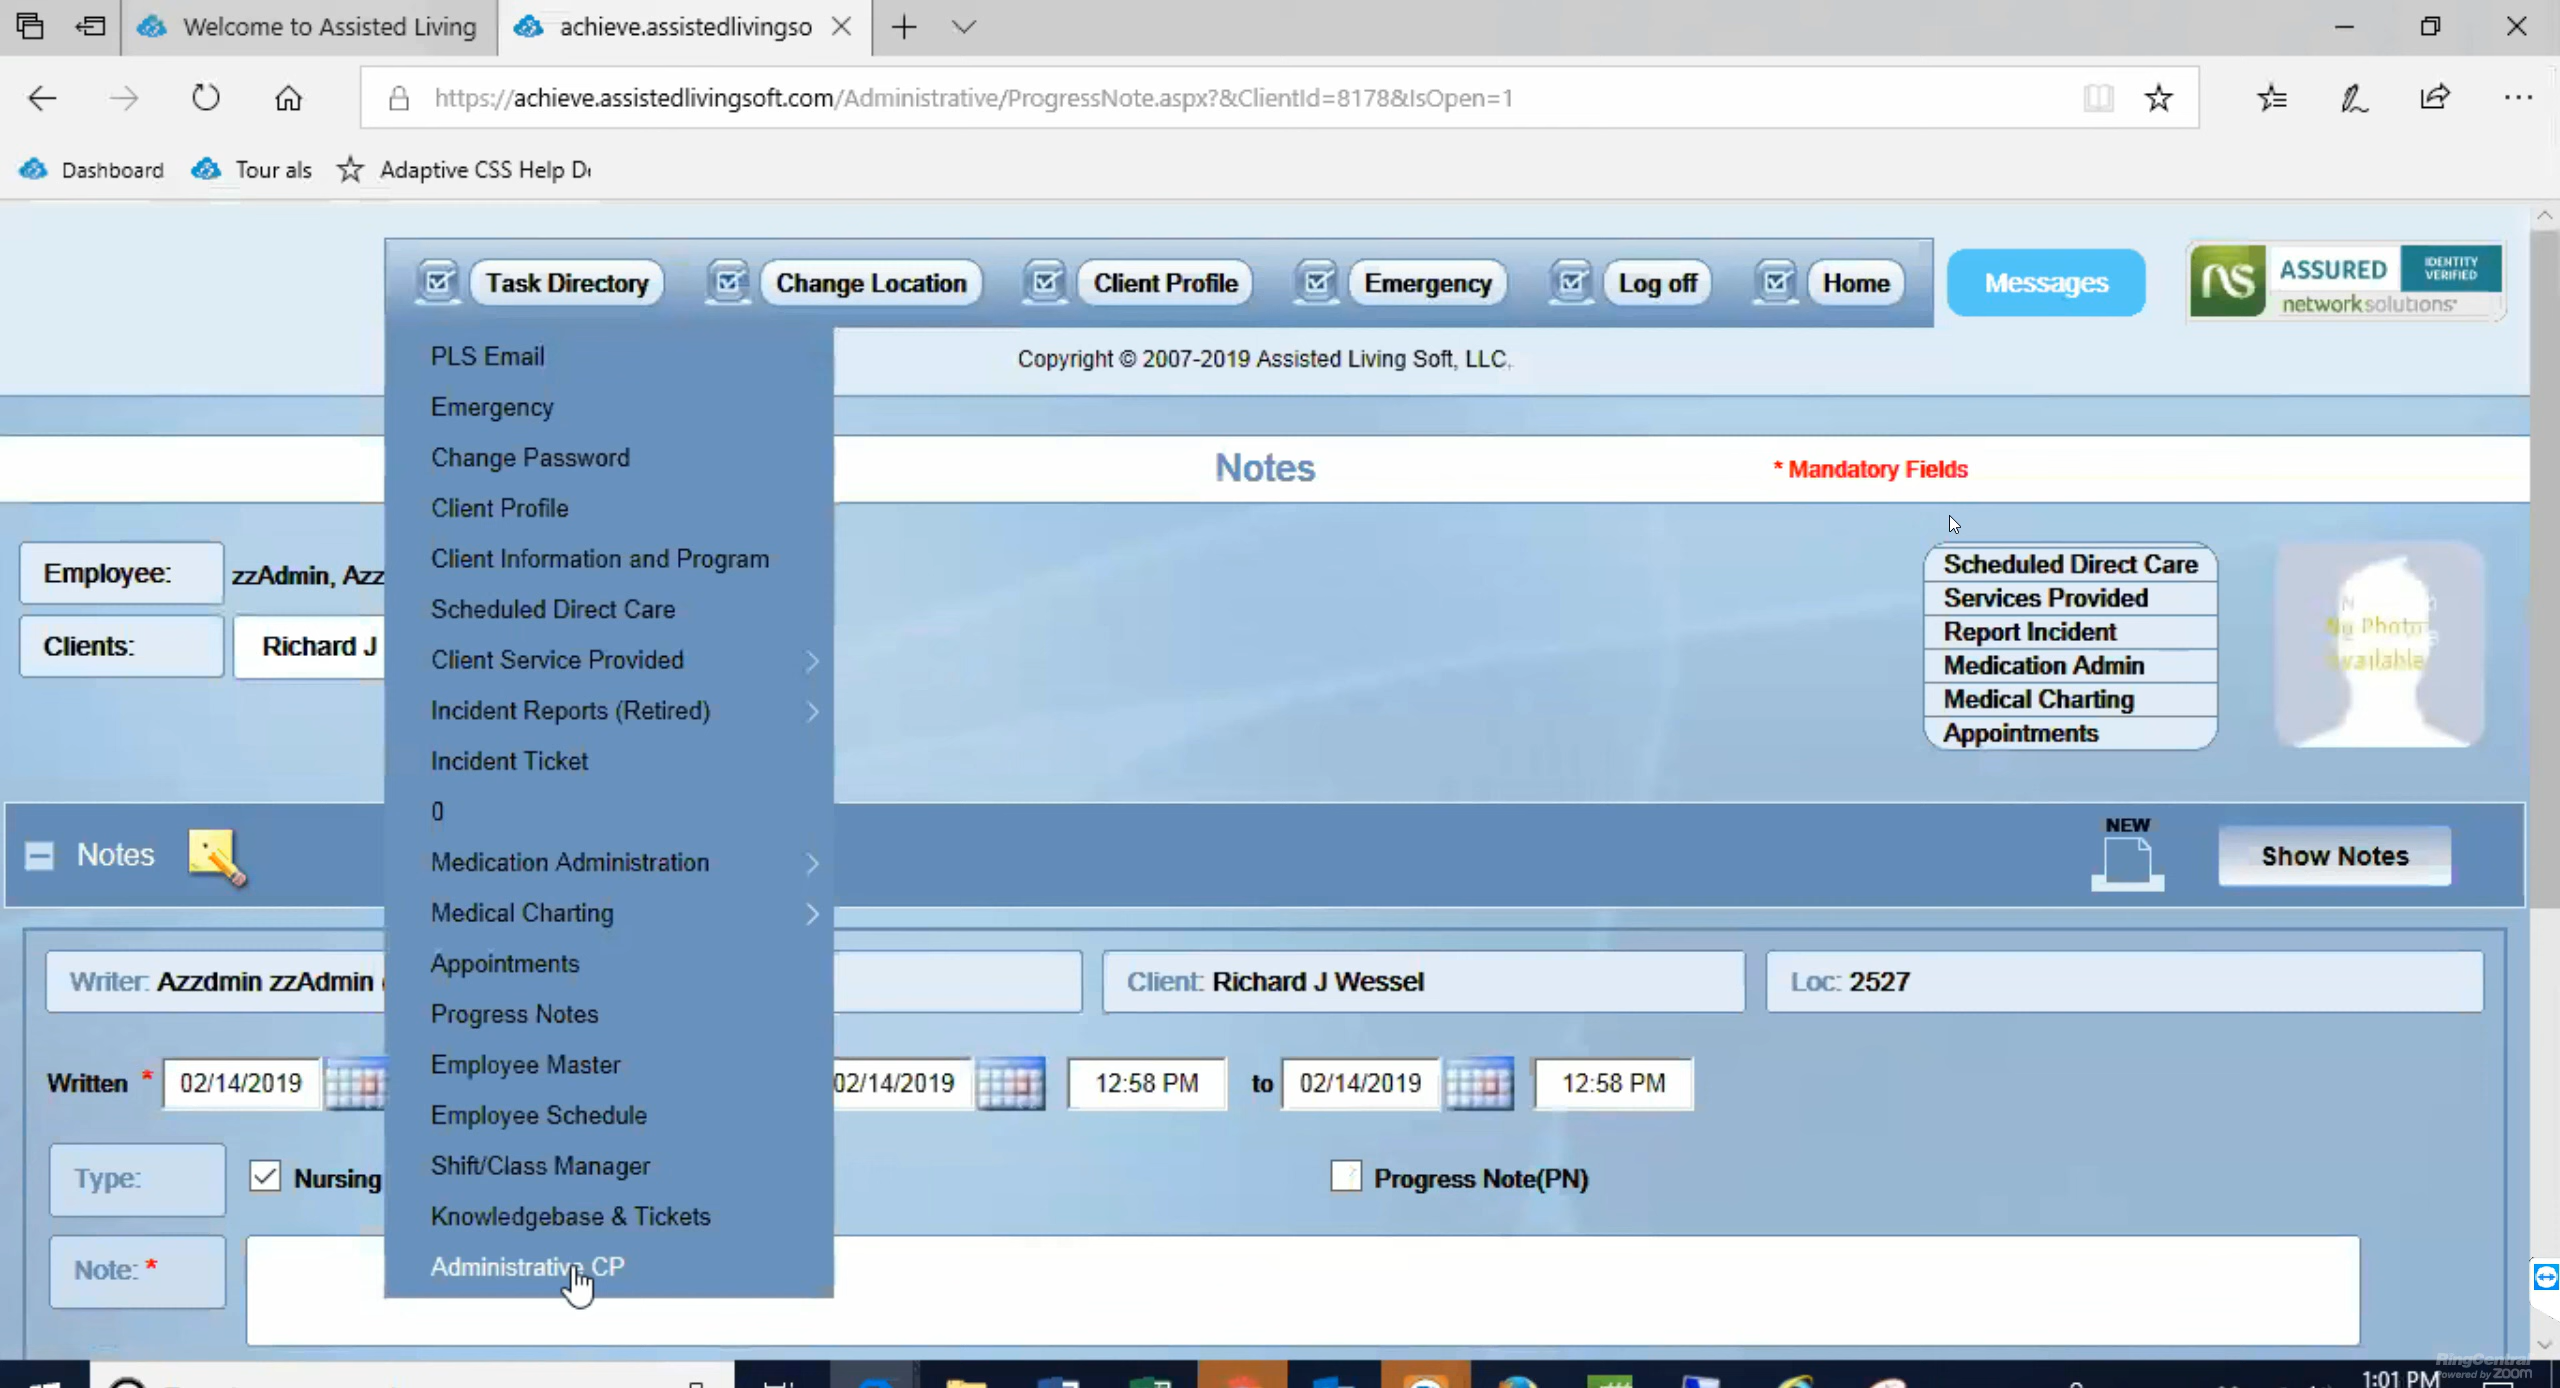 Welcome to Assisted Living
achieve.assistedlivingso
https://achieve.assistedlivingsoft.com/Administrative/ProgressNote.aspx?&ClientId=8178&IsOpen=1
Dashboard Tour als Adaptive CSS Help D
Task Directory Change Location Client Profile Emergency Log off Home Messages
ASSURED IDENTITY VERIFIED
networksolutions
PLS Email
Copyright © 2007-2019 Assisted Living Soft, LLC.
Emergency
Change Password
Notes * Mandatory Fields
Client Profile
Client Information and Program
Scheduled Direct Care
Client Service Provided
Incident Reports (Retired)
Incident Ticket
0
Medication Administration
Medical Charting
Appointments
Progress Notes
Employee Master
Employee Schedule
Shift/Class Manager
Knowledgebase & Tickets
Administrative CP
Employee: zzAdmin, Azz
Clients: Richard J
Scheduled Direct Care
Services Provided
Report Incident
Medication Admin
Medical Charting
Appointments
No Photo
Available
Notes NEW Show Notes
Writer: Azzdmin zzAdmin Client: Richard J Wessel Loc: 2527
Written * 02/14/2019 02/14/2019 12:58 PM to 02/14/2019 12:58 PM
Type: Nursing Progress Note(PN)
Note: *
RingCentral
Powered by zoom
1:01 PM